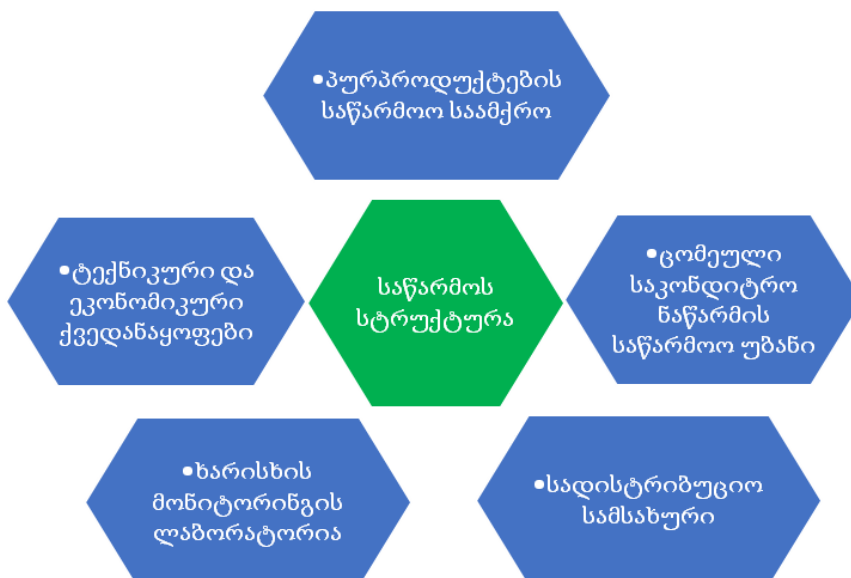 •პურპროდუქტების
საწარმოო საამქრო
•ტექნიკური და
ეკონომიკური
ქვედანაყოფები
საწარმოს
სტრუქტურა
•ცომეული
საკონდიტრო
ნაწარმის
საწარმოო უბანი
•ხარისხის
მონიტორინგის
ლაბორატორია
•სადისტრიბუციო
სამსახური